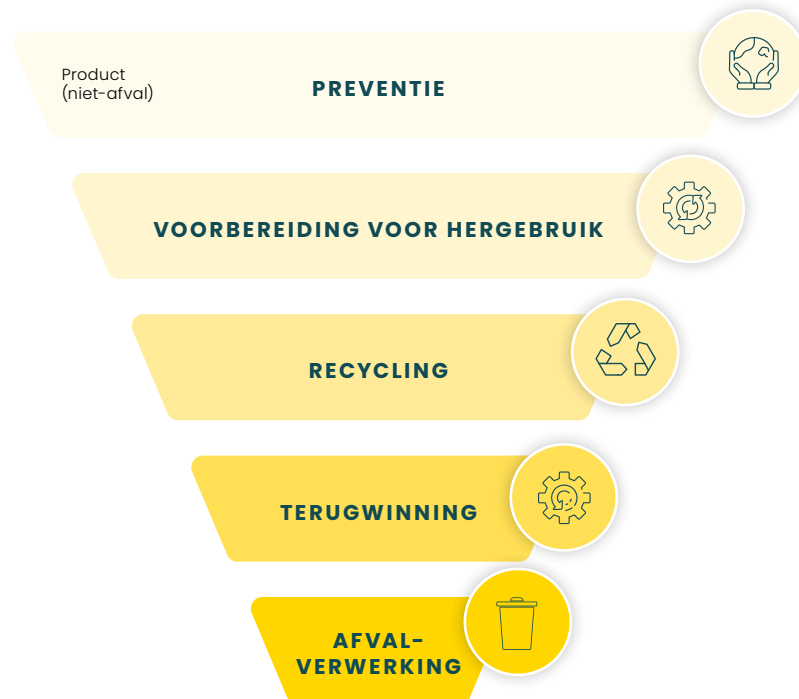 Product
(niet-afval)
PREVENTIE
VOORBEREIDING VOOR HERGEBRUIK
RECYCLING
TERUGWINNING
AFVAL-
VERWERKING